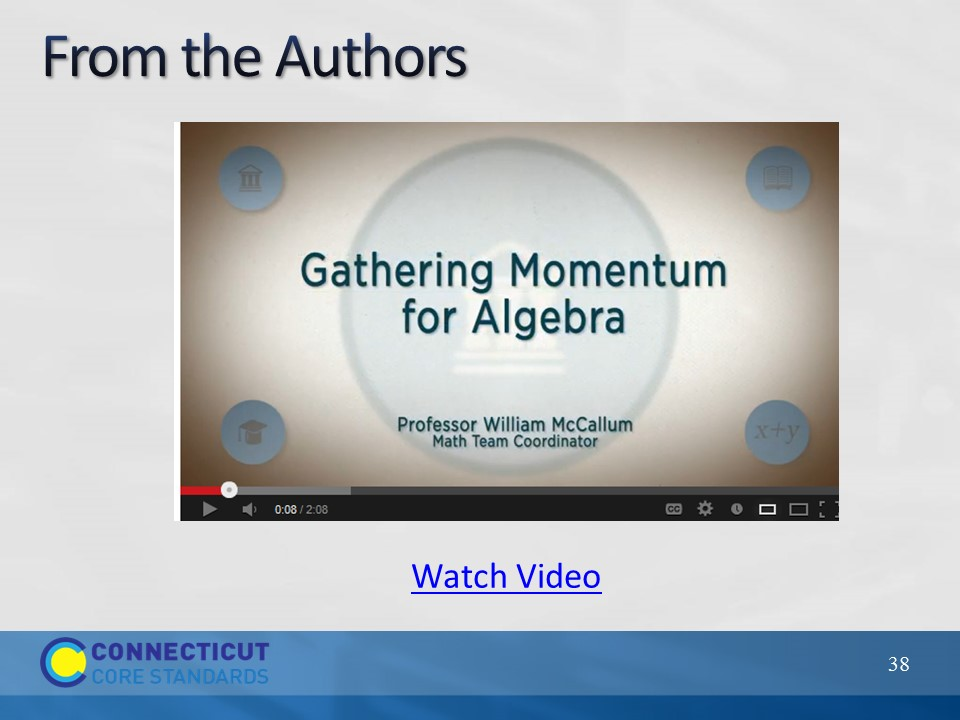 From the Authors
Gathering Momentum
for Algebra
Professor William McCallum
Math Team Coordinator
x+y
0:08 / 2:08
CC
Watch Video
CONNECTICUT
CORE STANDARDS
38